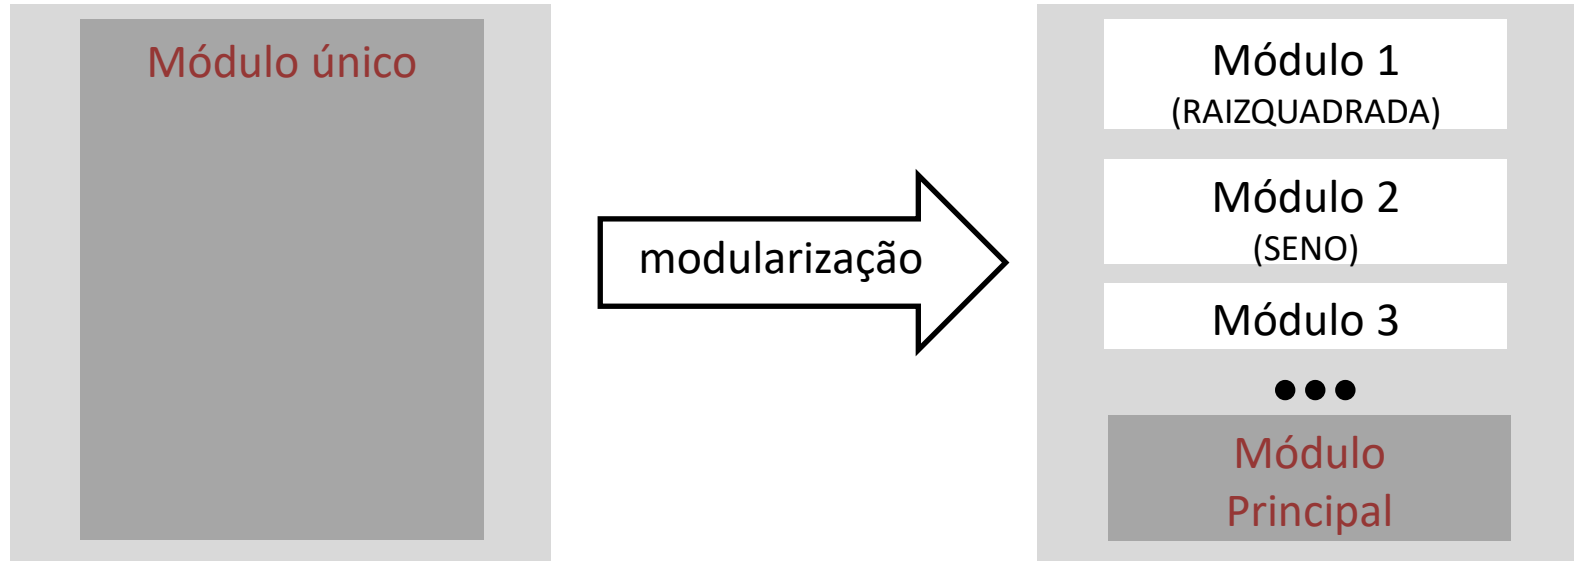 Módulo único
modularização
Módulo 1
(RAIZQUADRADA)
Módulo 2
(SENO)
Módulo 3
Módulo
Principal